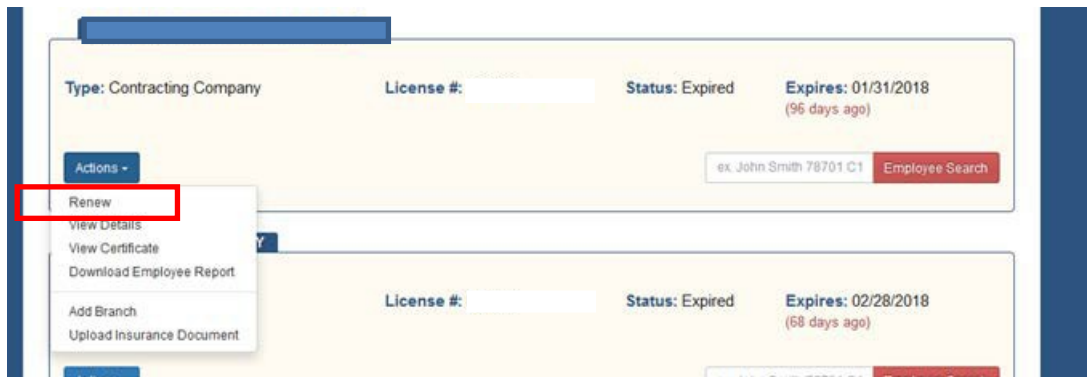 Type: Contracting Company License #: Status: Expired Expires: 01/31/2018
(96 days ago)
Actions ex. John Smith 78701 C1 Employee Search
Renew
View Details
View Certificate
Download Employee Report
Add Branch
Upload Insurance Document
Y
License #: Status: Expired Expires: 02/28/2018
(68 days ago)